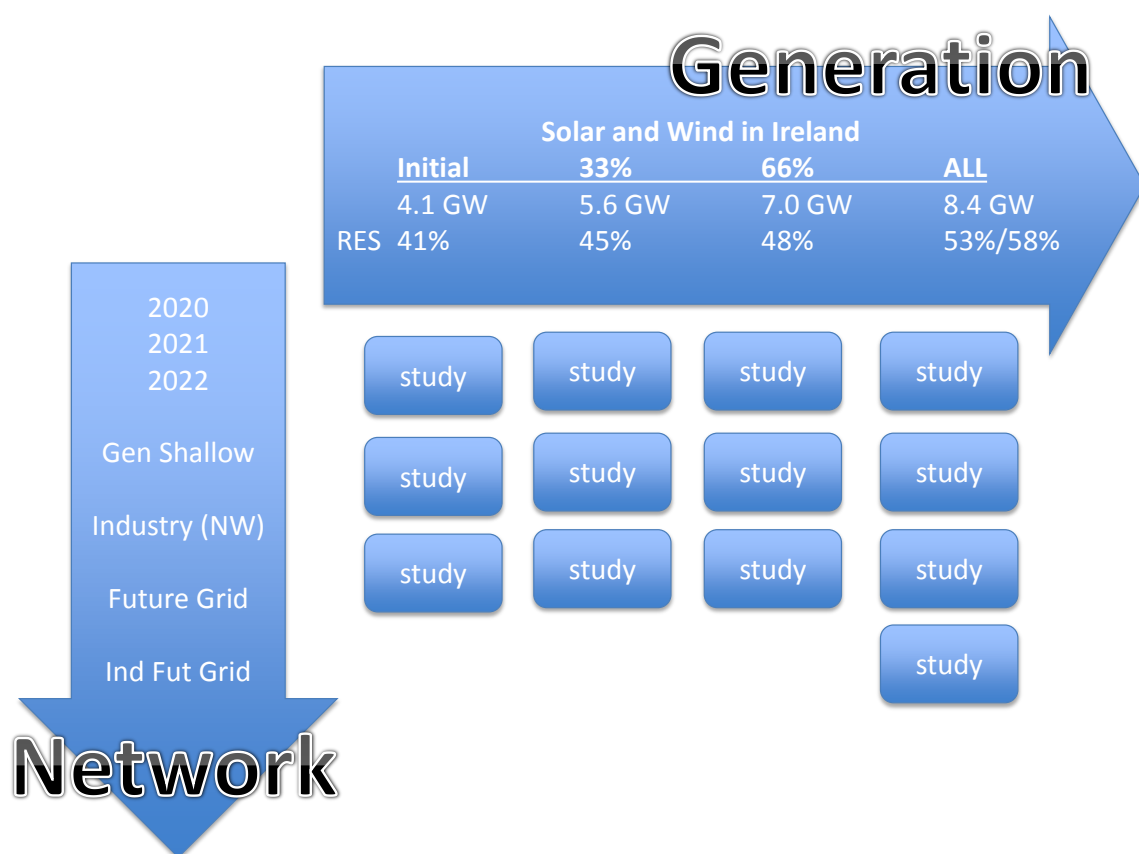 Generation
Solar and Wind in Ireland
Initial 33% 66% ALL
4.1 GW 5.6 GW 7.0 GW 8.4 GW
RES 41% 45% 48% 53%/58%
2020
2021
2022
Gen Shallow
Industry (NW)
Future Grid
Ind Fut Grid
Network
study study study study
study study study study
study study study study
study